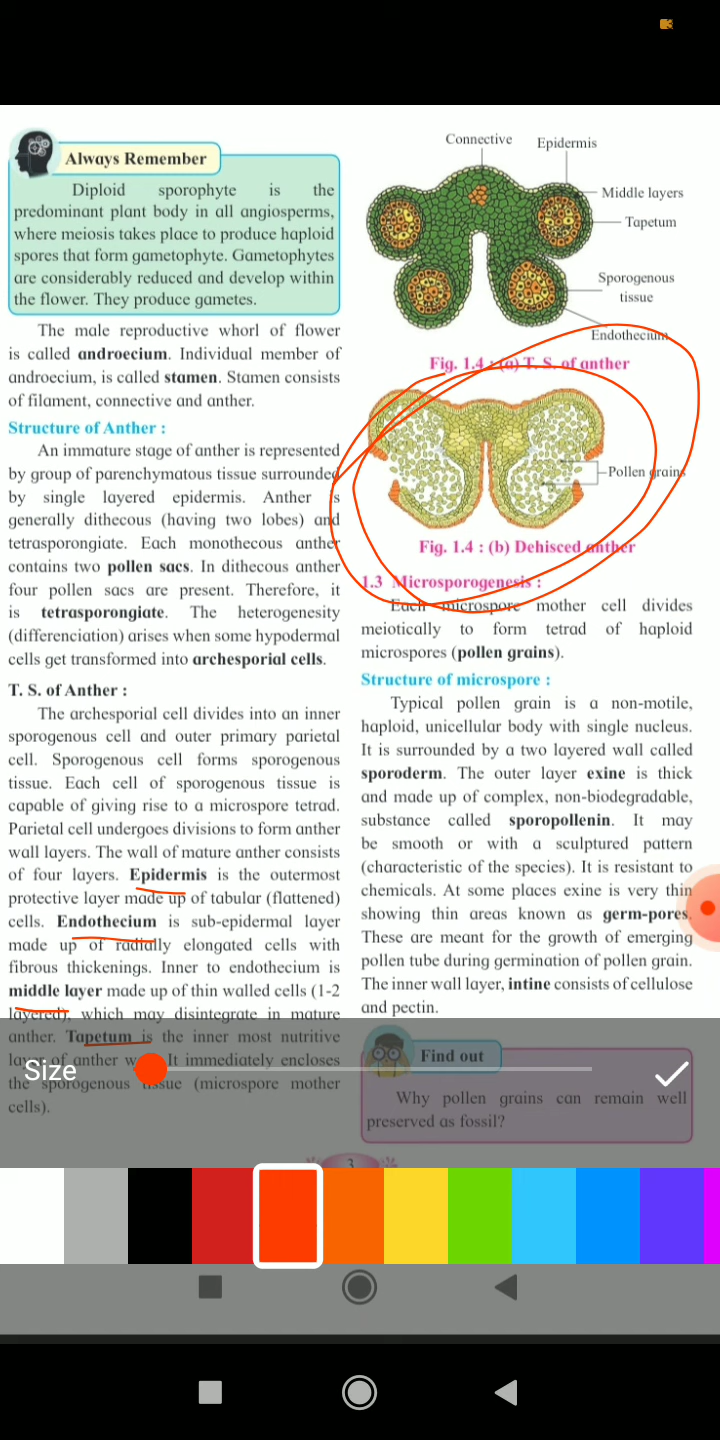 Always Remember
Diploid sporophyte is the
predominant plant body in all angiosperms,
where meiosis takes place to produce haploid
spores that form gametophyte. Gametophytes
are considerably reduced and develop within
the flower. They produce gametes.
The male reproductive whorl of flower
is called androecium. Individual member of
androecium, is called stamen. Stamen consists
of filament, connective and anther.
Structure of Anther :
An immature stage of anther is represented
by group of parenchymatous tissue surrounded
by single layered epidermis. Anther is
generally dithecous (having two lobes) and
tetrasporongiate. Each monothecous anther
contains two pollen sacs. In dithecous anther
four pollen sacs are present. Therefore, it
is tetrasporongiate. The heterogenesity
(differenciation) arises when some hypodermal
cells get transformed into archesporial cells.
T. S. of Anther :
The archesporial cell divides into an inner
sporogenous cell and outer primary parietal
cell. Sporogenous cell forms sporogenous
tissue. Each cell of sporogenous tissue is
capable of giving rise to a microspore tetrad.
Parietal cell undergoes divisions to form anther
wall layers. The wall of mature anther consists
of four layers. Epidermis is the outermost
protective layer made up of tabular (flattened)
cells. Endothecium is sub-epidermal layer
made up of radially elongated cells with
fibrous thickenings. Inner to endothecium is
middle layer made up of thin walled cells (1-2
layered), which may disintegrate in mature
anther. Tapetum is the inner most nutritive
layer of anther It immediately encloses
the sporogenous tissue (microspore mother
cells).
Connective
Epidermis
Middle layers
Tapetum
Sporogenous
tissue
Endothecium
Fig. 1.4 : (a) T. S. of anther
Pollen grains
Fig. 1.4 : (b) Dehisced anther
1.3 Microsporogenesis :
Each microspore mother cell divides
meiotically to form tetrad of haploid
microspores (pollen grains).
Structure of microspore :
Typical pollen grain is a non-motile,
haploid, unicellular body with single nucleus.
It is surrounded by a two layered wall called
sporoderm. The outer layer exine is thick
and made up of complex, non-biodegradable,
substance called sporopollenin. It may
be smooth or with a sculptured pattern
(characteristic of the species). It is resistant to
chemicals. At some places exine is very thin
showing thin areas known as germ-pores.
These are meant for the growth of emerging
pollen tube during germination of pollen grain.
The inner wall layer, intine consists of cellulose
and pectin.
Find out
Why pollen grains can remain well
preserved as fossil?
3
Size